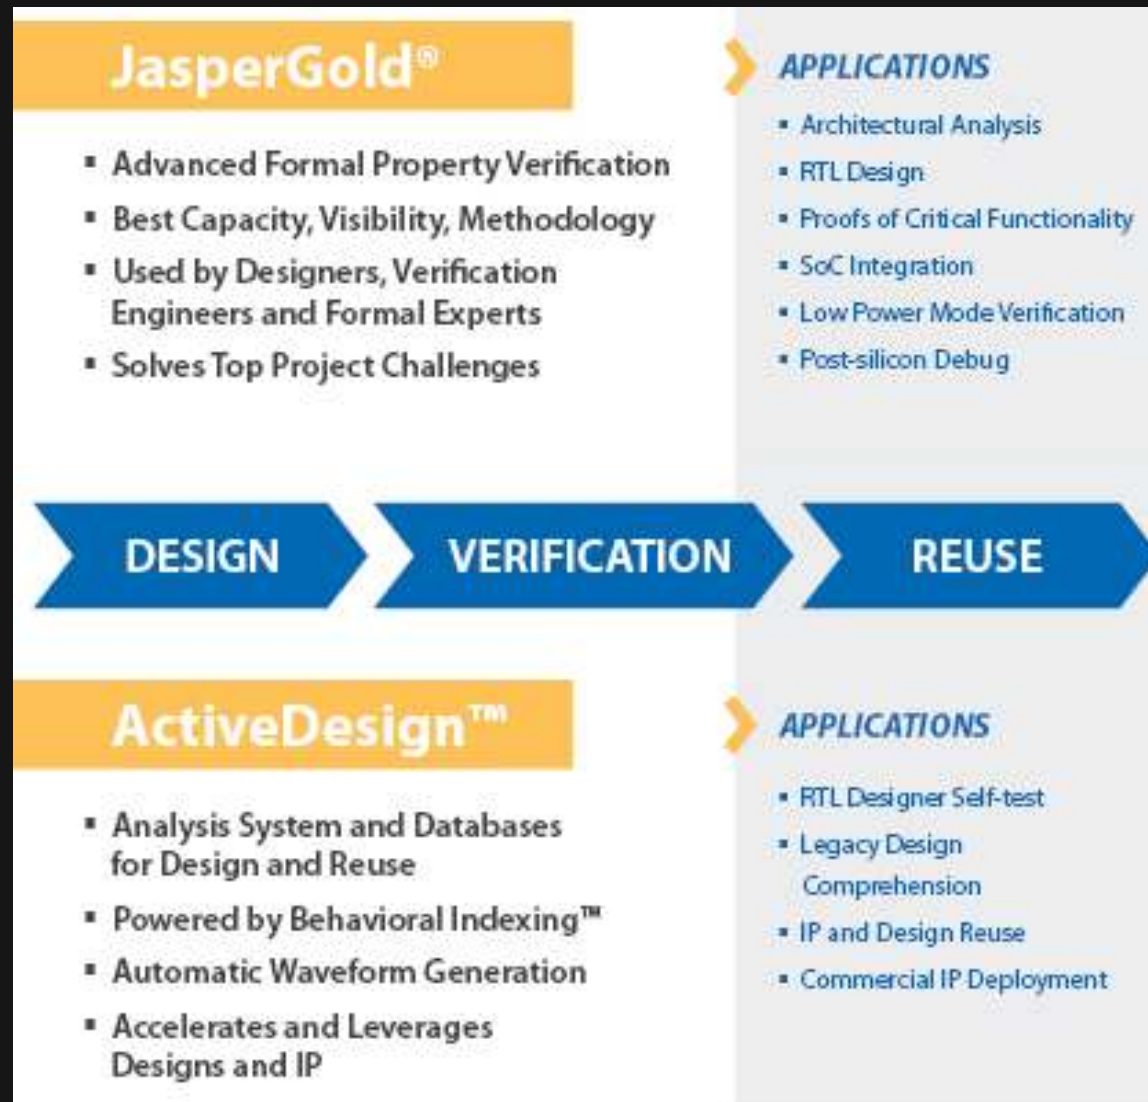 JasperGold®
▪ Advanced Formal Property Verification
▪ Best Capacity, Visibility, Methodology
▪ Used by Designers, Verification
Engineers and Formal Experts
▪ Solves Top Project Challenges
APPLICATIONS
▪ Architectural Analysis
▪ RTL Design
▪ Proofs of Critical Functionality
▪ SoC Integration
▪ Low Power Mode Verification
▪ Post-silicon Debug
DESIGN
VERIFICATION
REUSE
ActiveDesign™
▪ Analysis System and Databases
for Design and Reuse
▪ Powered by Behavioral Indexing™
▪ Automatic Waveform Generation
▪ Accelerates and Leverages
Designs and IP
APPLICATIONS
▪ RTL Designer Self-test
▪ Legacy Design
Comprehension
▪ IP and Design Reuse
▪ Commercial IP Deployment